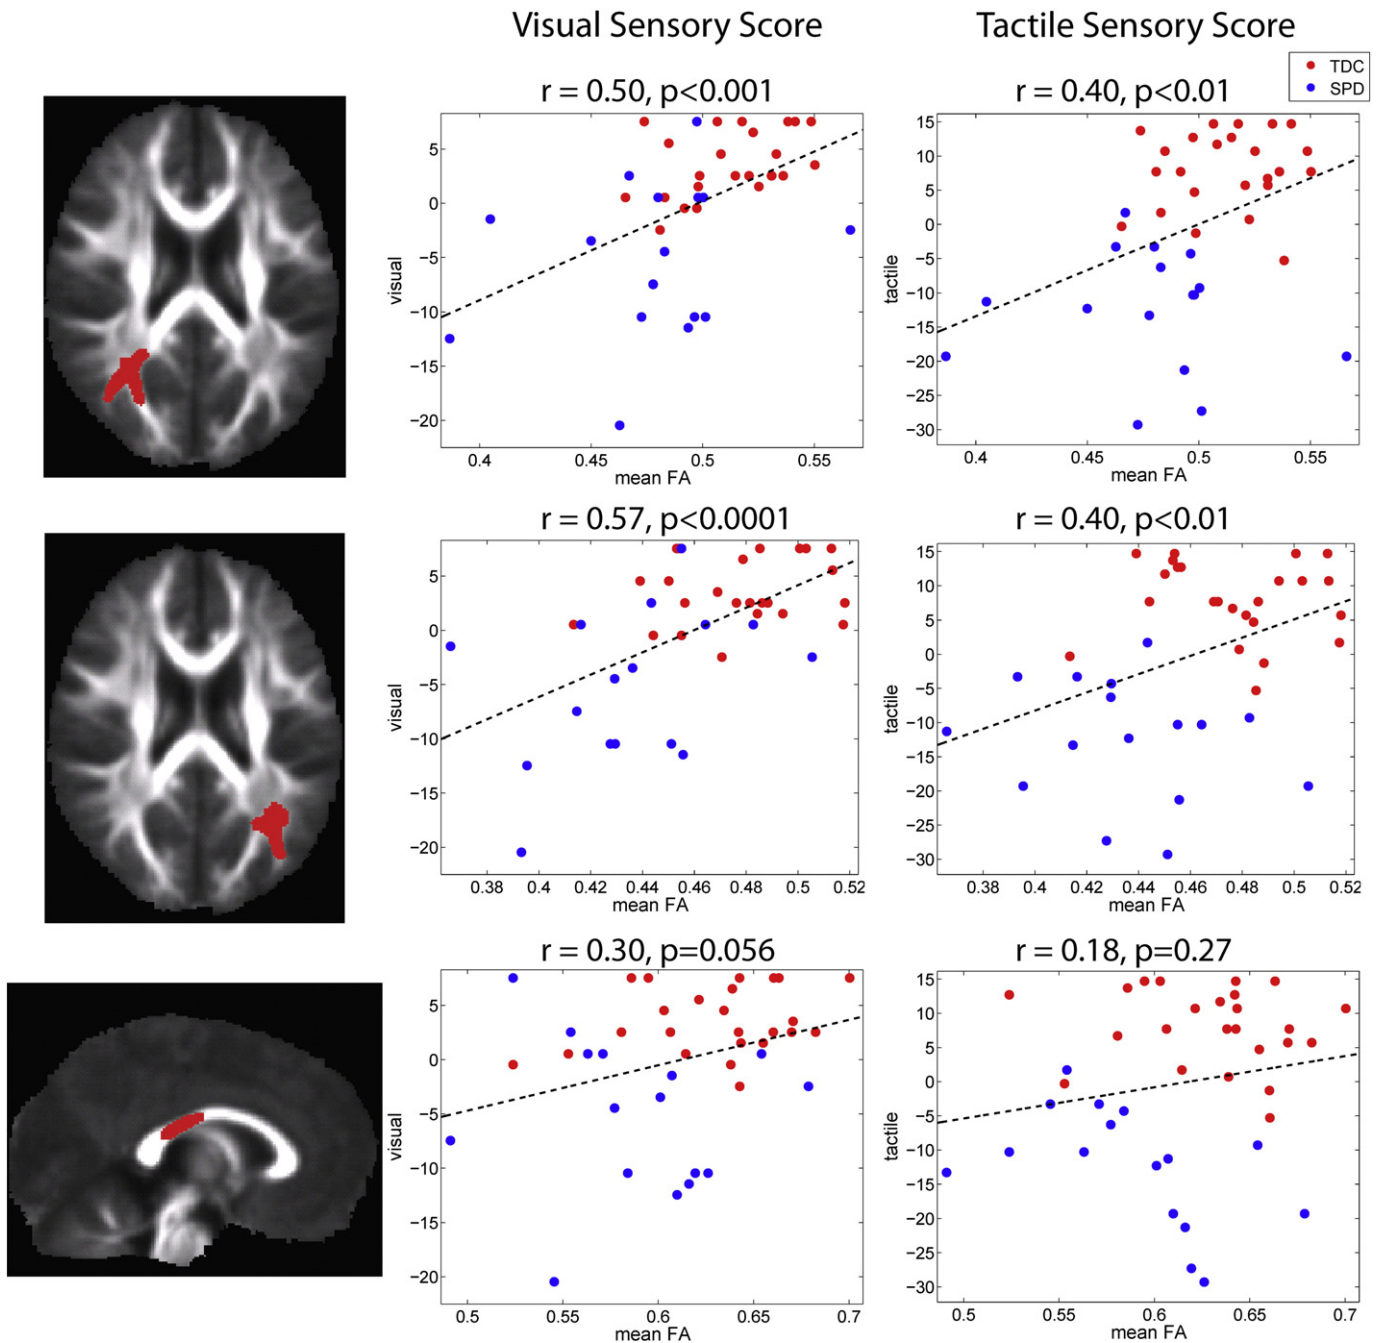 Visual Sensory Score
Tactile Sensory Score
TDC
SPD
r = 0.50, p<0.001
r = 0.40, p<0.01
5
0
−5
−10
−15
−20
visual
0.4 0.45 0.5 0.55
mean FA
15
10
5
0
−5
−10
−15
−20
−25
−30
tactile
0.4 0.45 0.5 0.55
mean FA
r = 0.57, p<0.0001
r = 0.40, p<0.01
5
0
−5
−10
−15
−20
visual
0.38 0.4 0.42 0.44 0.46 0.48 0.5 0.52
mean FA
15
10
5
0
−5
−10
−15
−20
−25
−30
tactile
0.38 0.4 0.42 0.44 0.46 0.48 0.5 0.52
mean FA
r = 0.30, p=0.056
r = 0.18, p=0.27
5
0
−5
−10
−15
−20
visual
0.5 0.55 0.6 0.65 0.7
mean FA
15
10
5
0
−5
−10
−15
−20
−25
−30
tactile
0.5 0.55 0.6 0.65 0.7
mean FA